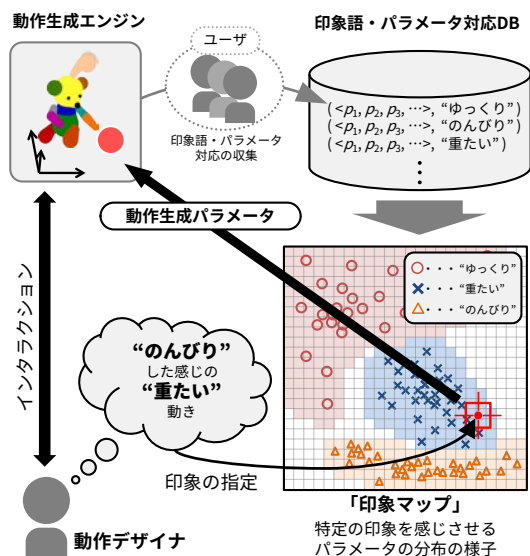 動作生成エンジン
ユーザ
印象語・パラメータ
対応の収集
印象語・パラメータ対応DB
(<p₁, p₂, p₃, …>, “ゆっくり”)
(<p₁, p₂, p₃, …>, “のんびり”)
(<p₁, p₂, p₃, …>, “重たい”)
⋮
動作生成パラメータ
インタラクション
○・・・“ゆっくり”
×・・・“重たい”
△・・・“のんびり”
“のんびり”
した感じの
“重たい”
動き
印象の指定
動作デザイナ
「印象マップ」
特定の印象を感じさせる
パラメータの分布の様子